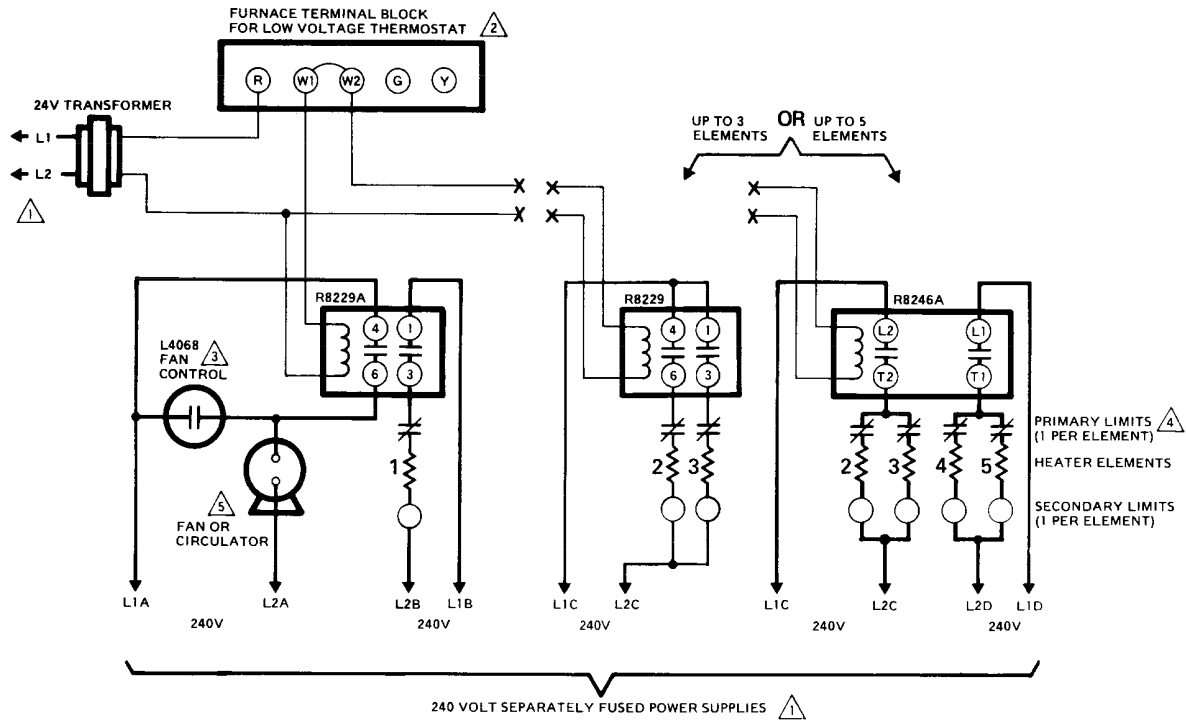 FURNACE TERMINAL BLOCK
FOR LOW VOLTAGE THERMOSTAT 2
R W1 W2 G Y
24V TRANSFORMER
L1
L2
1
UP TO 3
ELEMENTS
OR
UP TO 5
ELEMENTS
R8229A
4 1
6 3
R8229
4 1
6 3
R8246A
L2 L1
T2 T1
L4068
FAN
CONTROL
3
1
2 3
2 3 4 5
PRIMARY LIMITS
(1 PER ELEMENT)
4
HEATER ELEMENTS
SECONDARY LIMITS
(1 PER ELEMENT)
5
FAN OR
CIRCULATOR
L1A L2A L2B L1B L1C L2C L1C L2C L2D L1D
240V 240V 240V 240V 240V
240 VOLT SEPARATELY FUSED POWER SUPPLIES 1